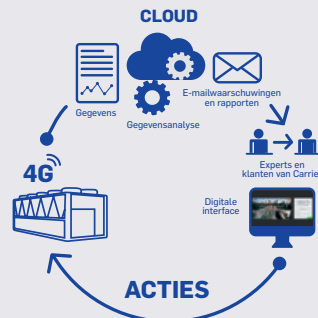 CLOUD
E-mailwaarschuwingen
en rapporten
Gegevens
Gegevensanalyse
4G
Experts en
klanten van Carrie
Digitale
interface
ACTIES